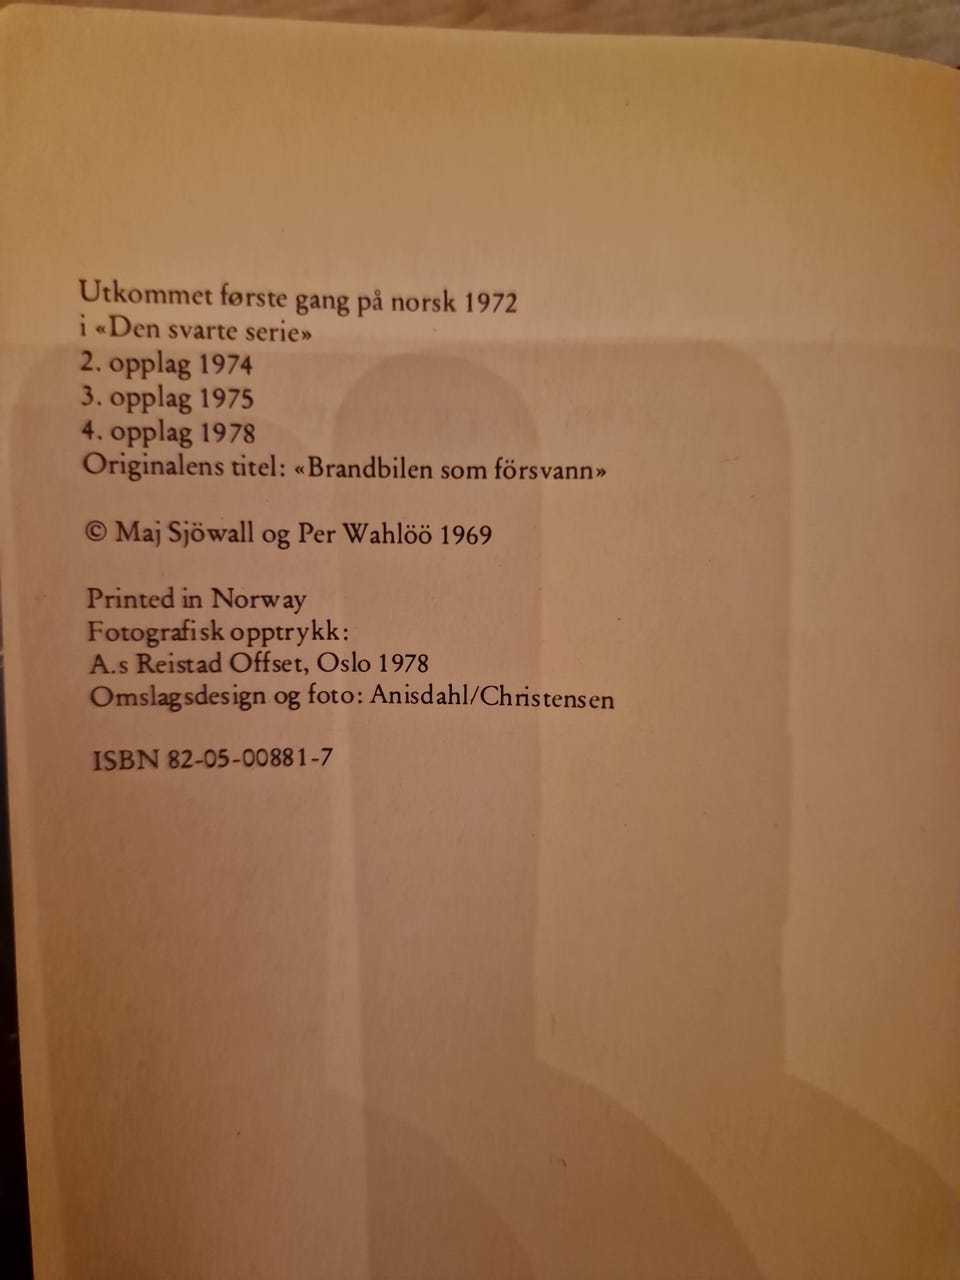 Utkommet første gang på norsk 1972
i «Den svarte serie»
2. opplag 1974
3. opplag 1975
4. opplag 1978
Originalens titel: «Brandbilen som försvann»
© Maj Sjöwall og Per Wahlöö 1969
Printed in Norway
Fotografisk opptrykk:
A.s Reistad Offset, Oslo 1978
Omslagsdesign og foto: Anisdahl/Christensen
ISBN 82-05-00881-7